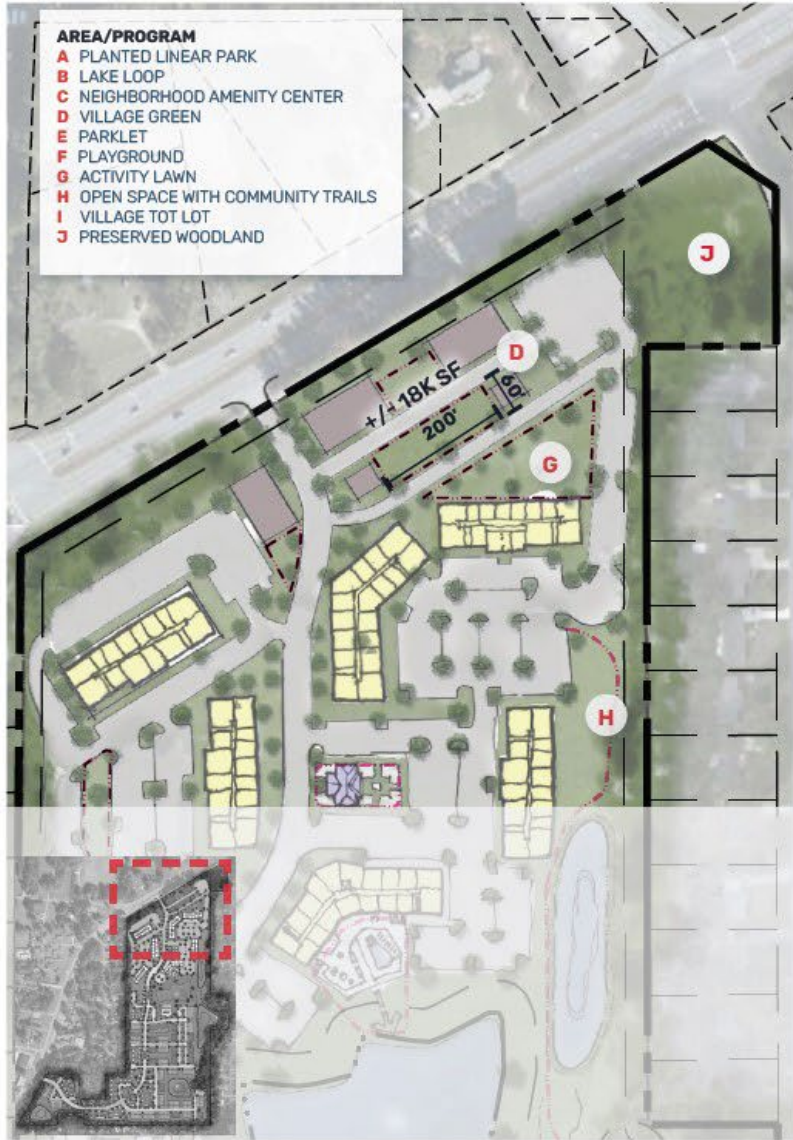 AREA/PROGRAM
A PLANTED LINEAR PARK
B LAKE LOOP
C NEIGHBORHOOD AMENITY CENTER
D VILLAGE GREEN
E PARKLET
F PLAYGROUND
G ACTIVITY LAWN
H OPEN SPACE WITH COMMUNITY TRAILS
I VILLAGE TOT LOT
J PRESERVED WOODLAND
J
D
+/- 18K SF
60'
200'
G
H